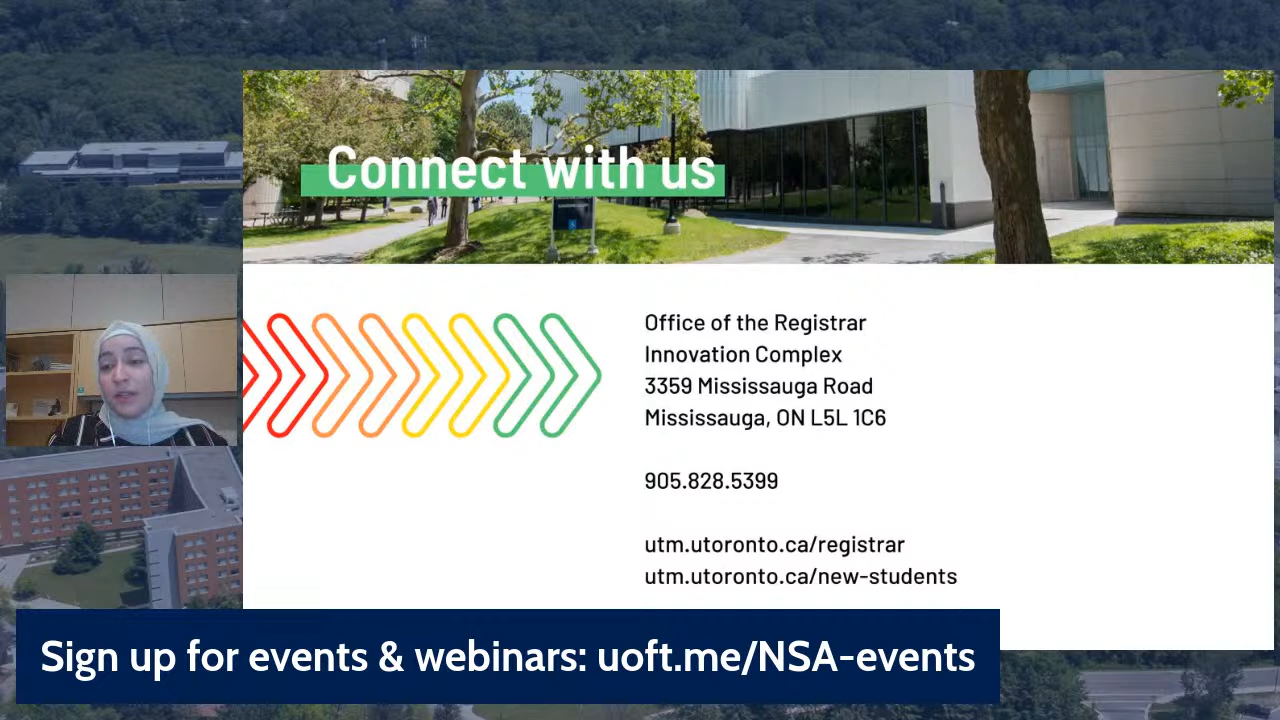 Connect with us
Office of the Registrar
Innovation Complex
3359 Mississauga Road
Mississauga, ON L5L 1C6
905.828.5399
utm.utoronto.ca/registrar
utm.utoronto.ca/new-students
Sign up for events & webinars: uoft.me/NSA-events